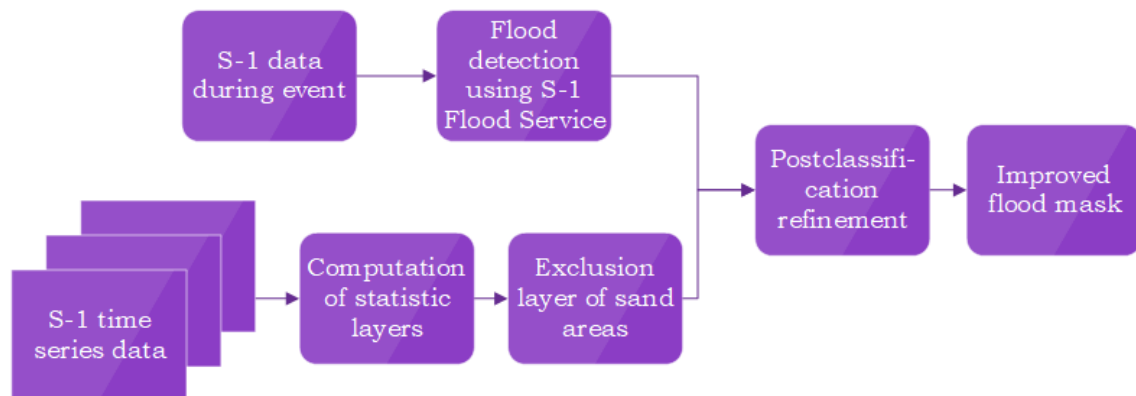 S-1 data
during event
Flood
detection
using S-1
Flood Service
Postclassifi-
cation
refinement
Improved
flood mask
S-1 time
series data
Computation
of statistic
layers
Exclusion
layer of sand
areas